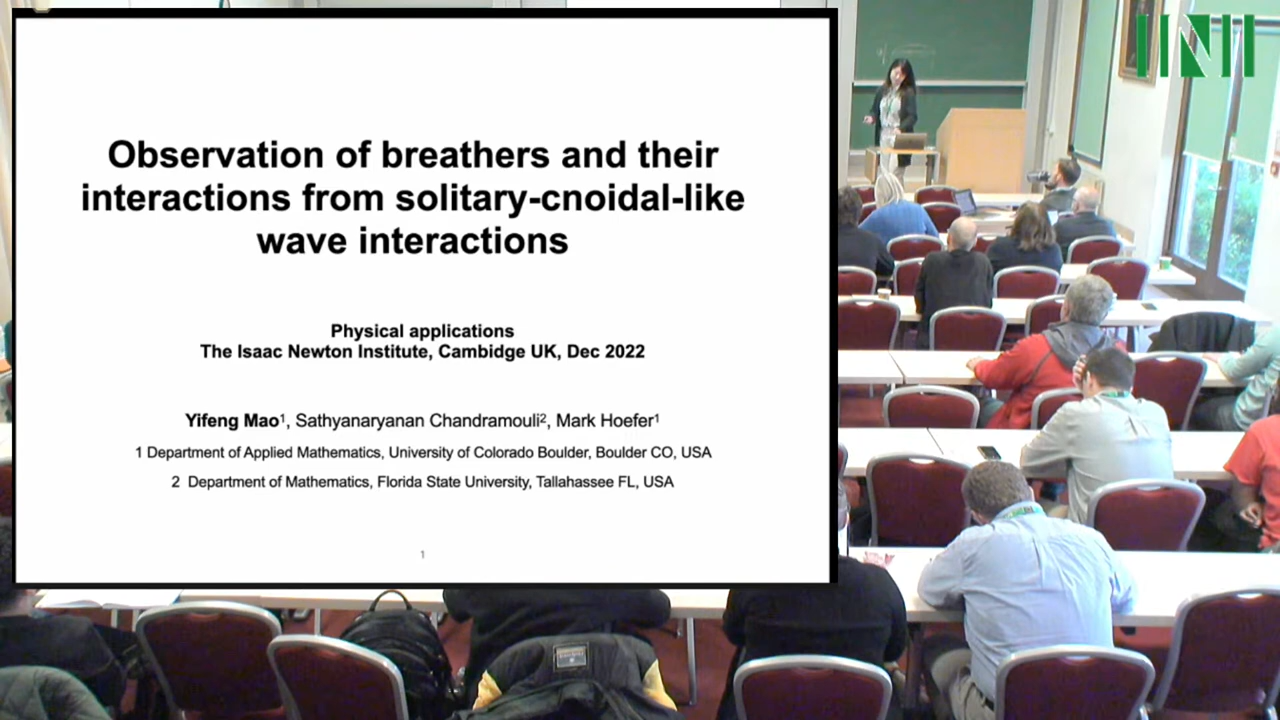 Observation of breathers and their
interactions from solitary-cnoidal-like
wave interactions
Physical applications
The Isaac Newton Institute, Cambidge UK, Dec 2022
Yifeng Mao1, Sathyanaryanan Chandramouli2, Mark Hoefer1
1 Department of Applied Mathematics, University of Colorado Boulder, Boulder CO, USA
2 Department of Mathematics, Florida State University, Tallahassee FL, USA
1